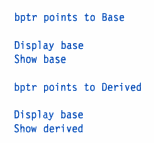 bptr points to Base
Display base
Show base
bptr points to Derived
Display base
Show derived